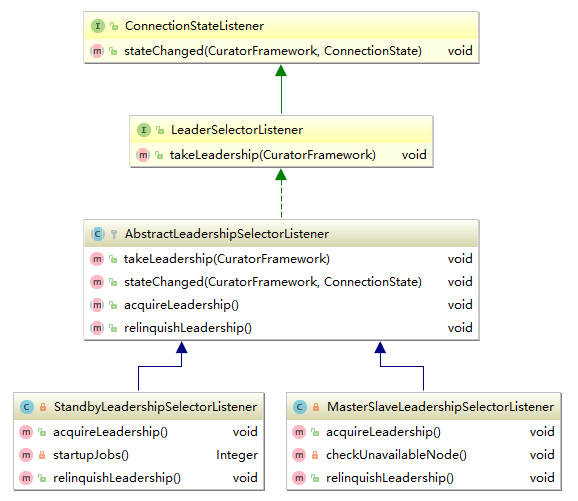 I ConnectionStateListener
m stateChanged(CuratorFramework, ConnectionState) void
I LeaderSelectorListener
m takeLeadership(CuratorFramework) void
C AbstractLeadershipSelectorListener
m takeLeadership(CuratorFramework) void
m stateChanged(CuratorFramework, ConnectionState) void
m acquireLeadership() void
m relinquishLeadership() void
C StandbyLeadershipSelectorListener
m acquireLeadership() void
m startupJobs() Integer
m relinquishLeadership() void
C MasterSlaveLeadershipSelectorListener
m acquireLeadership() void
m checkUnavailableNode() void
m relinquishLeadership() void